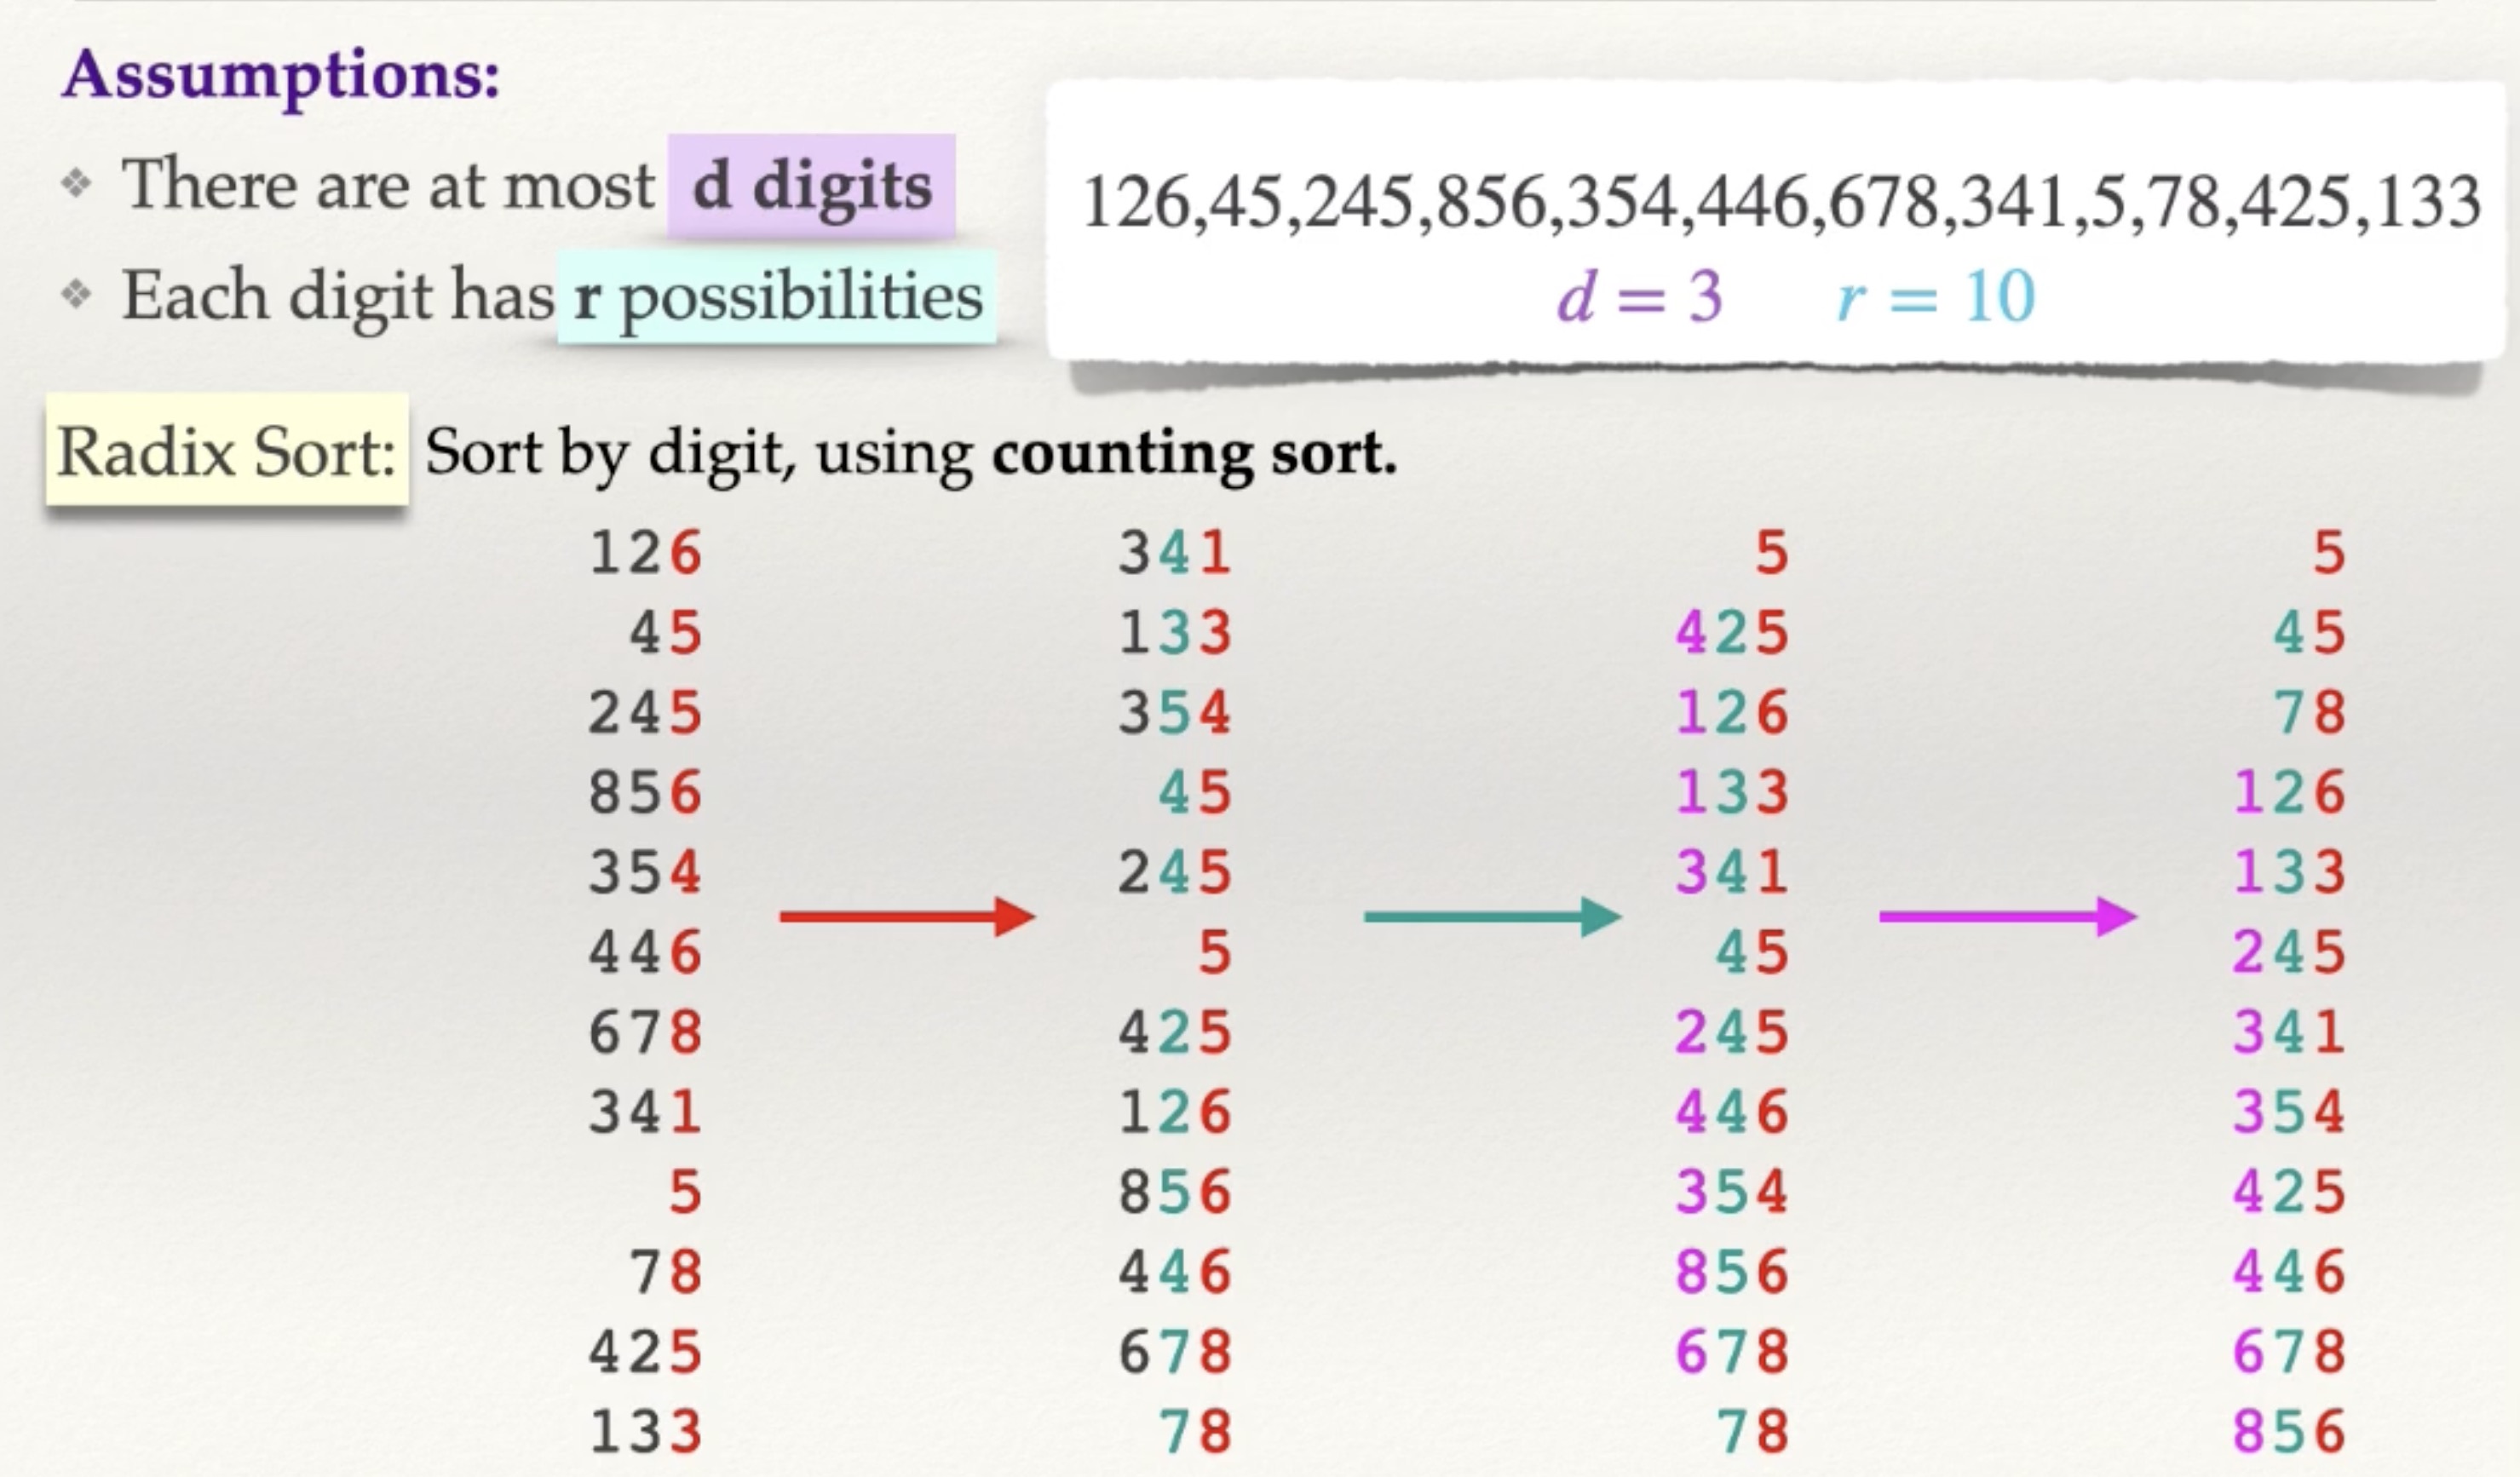 Assumptions:
❖ There are at most d digits
❖ Each digit has r possibilities
126,45,245,856,354,446,678,341,5,78,425,133
d = 3 r = 10
Radix Sort: Sort by digit, using counting sort.
126 341 5 5
45 133 425 45
245 354 126 78
856 45 133 126
354 245 341 133
446 5 45 245
678 425 245 341
341 126 446 354
5 856 354 425
78 446 856 446
425 678 678 678
133 78 78 856